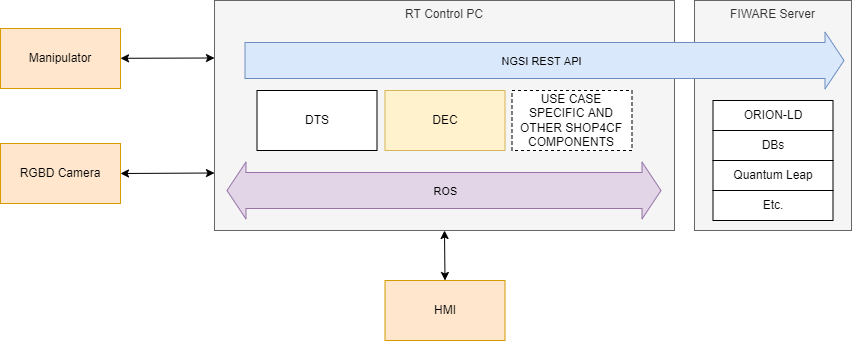 RT Control PC
FIWARE Server
Manipulator
NGSI REST API
DTS
DEC
USE CASE
SPECIFIC AND
OTHER SHOP4CF
COMPONENTS
ORION-LD
DBs
Quantum Leap
Etc.
RGBD Camera
ROS
HMI